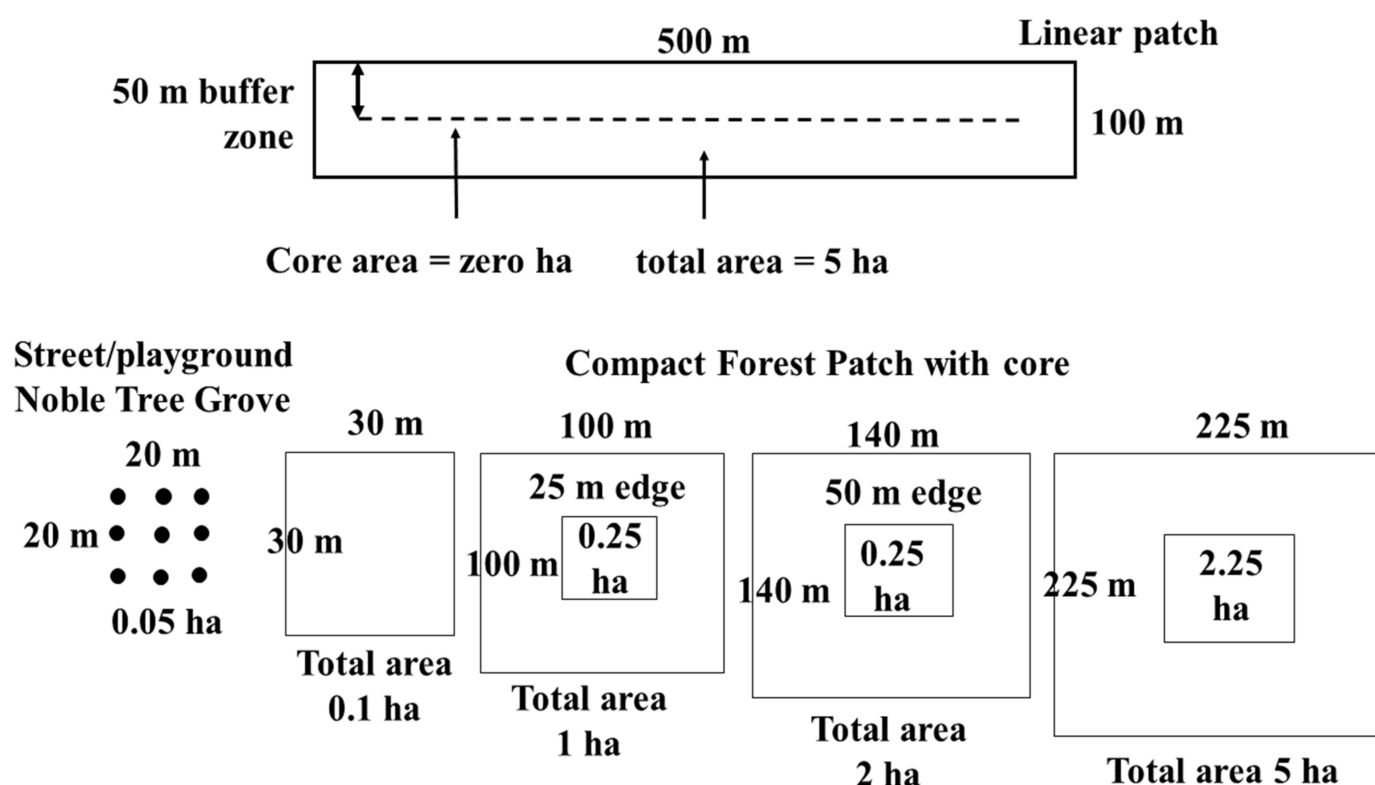 500 m
Linear patch
50 m buffer
zone
100 m
Core area = zero ha
total area = 5 ha
Street/playground
Noble Tree Grove
Compact Forest Patch with core
20 m
20 m
0.05 ha
30 m
30 m
Total area
0.1 ha
100 m
25 m edge
100 m
0.25
ha
Total area
1 ha
140 m
50 m edge
140 m
0.25
ha
Total area
2 ha
225 m
225 m
2.25
ha
Total area 5 ha